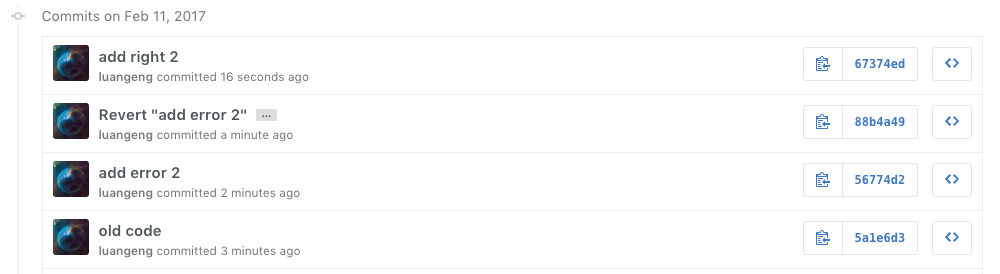 Commits on Feb 11, 2017
add right 2
luangeng committed 16 seconds ago
67374ed
<>
Revert "add error 2" ...
luangeng committed a minute ago
88b4a49
<>
add error 2
luangeng committed 2 minutes ago
56774d2
<>
old code
luangeng committed 3 minutes ago
5a1e6d3
<>